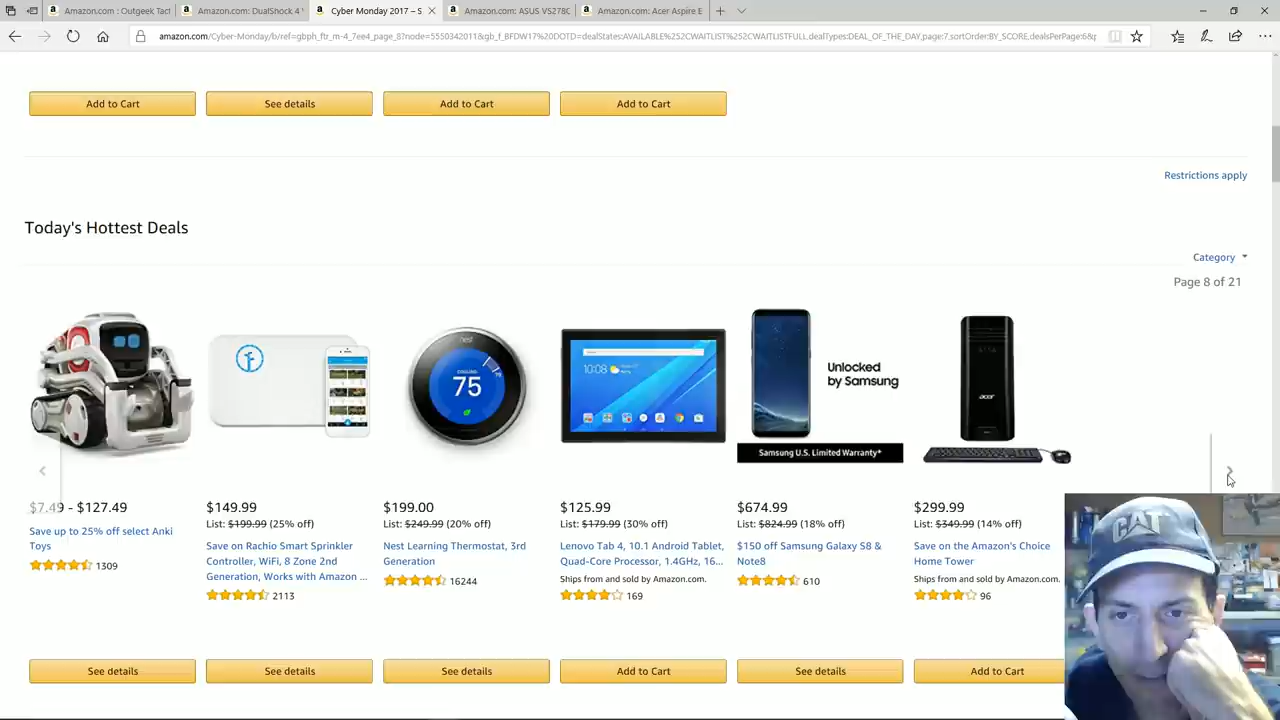 Amazon.com : Outgeek Tact
Amazon.com: DualShock 4 
Cyber Monday 2017 – S
Amazon.com: ASUS VS278Q
Amazon.com: Acer Aspire E
amazon.com/Cyber-Monday/b/ref=gbph_ftr_m-4_7ee4_page_8?node=5550342011&gb_f_BFDW17%20DOTD=dealStates:AVAILABLE%252CWAITLIST%252CWAITLISTFULL,dealTypes:DEAL_OF_THE_DAY,page:7,sortOrder:BY_SCORE,dealsPerPage:6&p
Add to Cart See details Add to Cart Add to Cart
Restrictions apply
Today's Hottest Deals
Category
Page 8 of 21
nest
COOLING
75
10:08
Unlocked
by Samsung
Samsung U.S. Limited Warranty*
acer
CAT
$7.49 - $127.49
Save up to 25% off select Anki
Toys
1309
See details
$149.99
List: $199.99 (25% off)
Save on Rachio Smart Sprinkler
Controller, WiFi, 8 Zone 2nd
Generation, Works with Amazon ...
2113
See details
$199.00
List: $249.99 (20% off)
Nest Learning Thermostat, 3rd
Generation
16244
See details
$125.99
List: $179.99 (30% off)
Lenovo Tab 4, 10.1 Android Tablet,
Quad-Core Processor, 1.4GHz, 16...
Ships from and sold by Amazon.com.
169
Add to Cart
$674.99
List: $824.99 (18% off)
$150 off Samsung Galaxy S8 &
Note8
610
See details
$299.99
List: $349.99 (14% off)
Save on the Amazon's Choice
Home Tower
Ships from and sold by Amazon.com.
96
Add to Cart